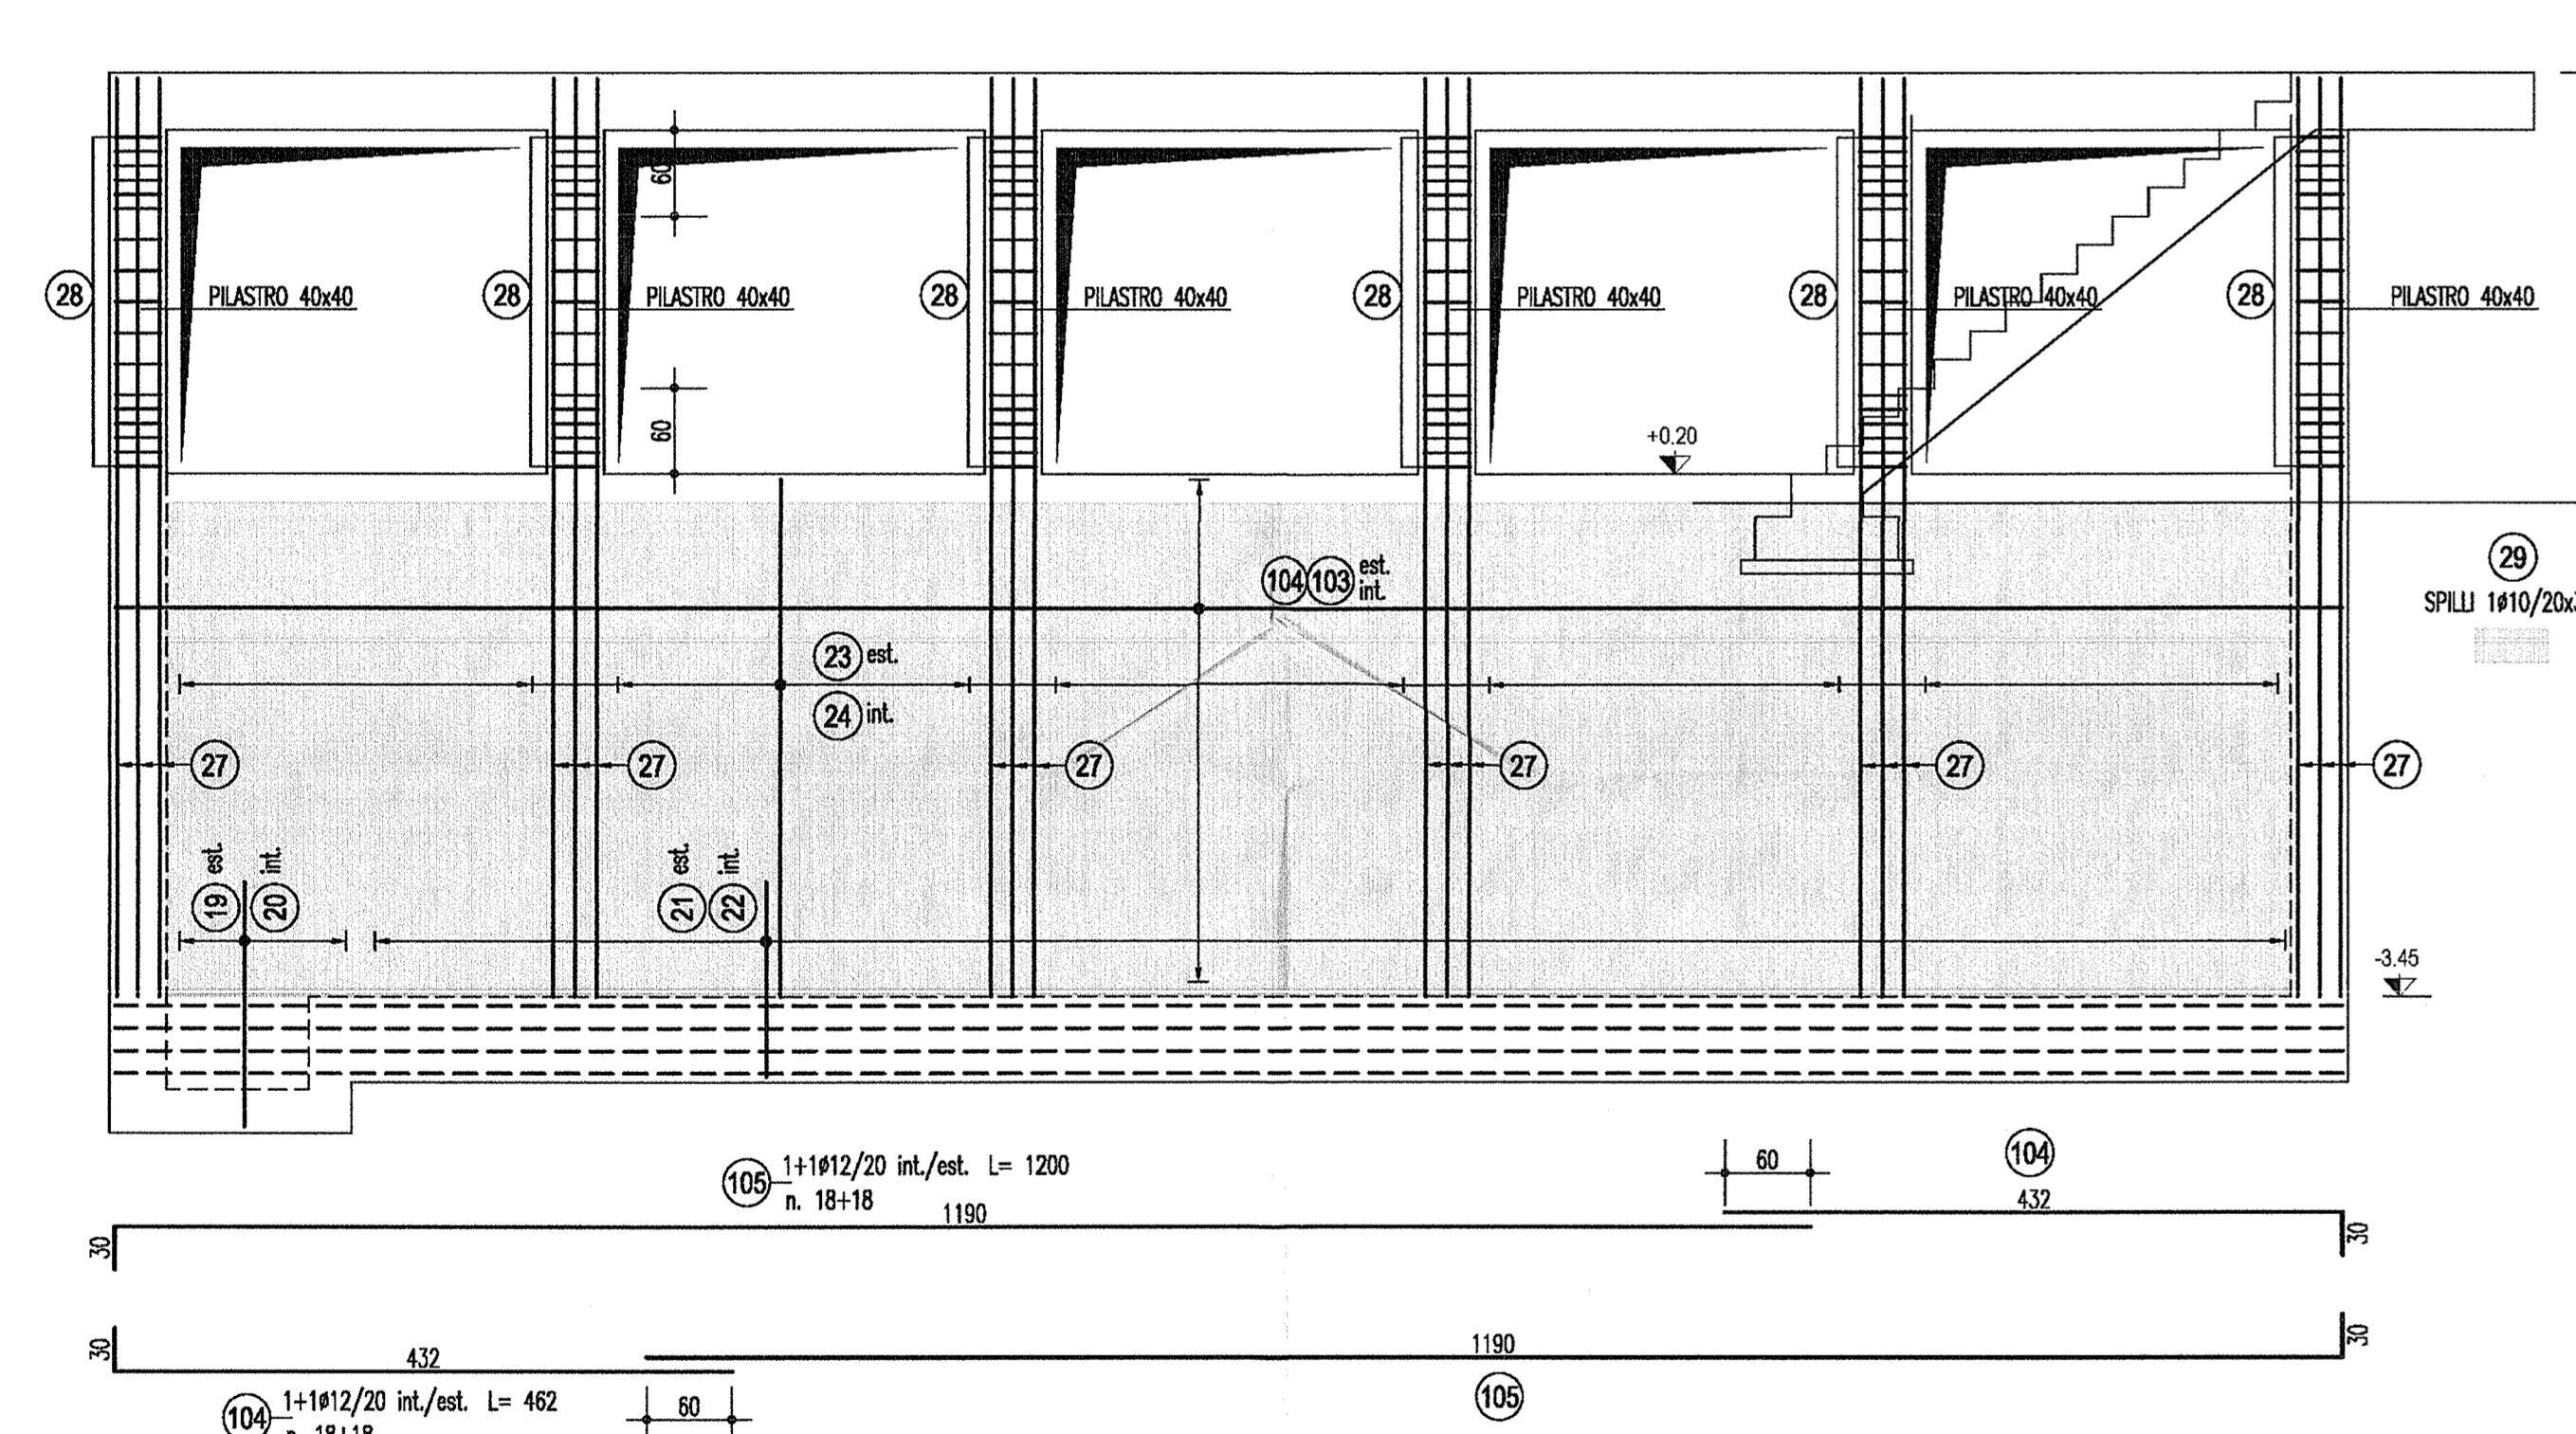 60
28
PILASTRO 40x40
28
PILASTRO 40x40
28
PILASTRO 40x40
28
PILASTRO 40x40
28
PILASTRO 40x40
28
PILASTRO 40x40
60
+0.20
29
SPILLI 1ø10/20x
104 103 est.
int.
23 est.
24 int.
27
27
27
27
27
27
19 est.
20 int.
21 est.
22 int.
-3.45
105 1+1ø12/20 int./est. L= 1200
n. 18+18
1190
60
104
432
30
30
30
30
432
1190
104 1+1ø12/20 int./est. L= 462
n. 18+18
60
105